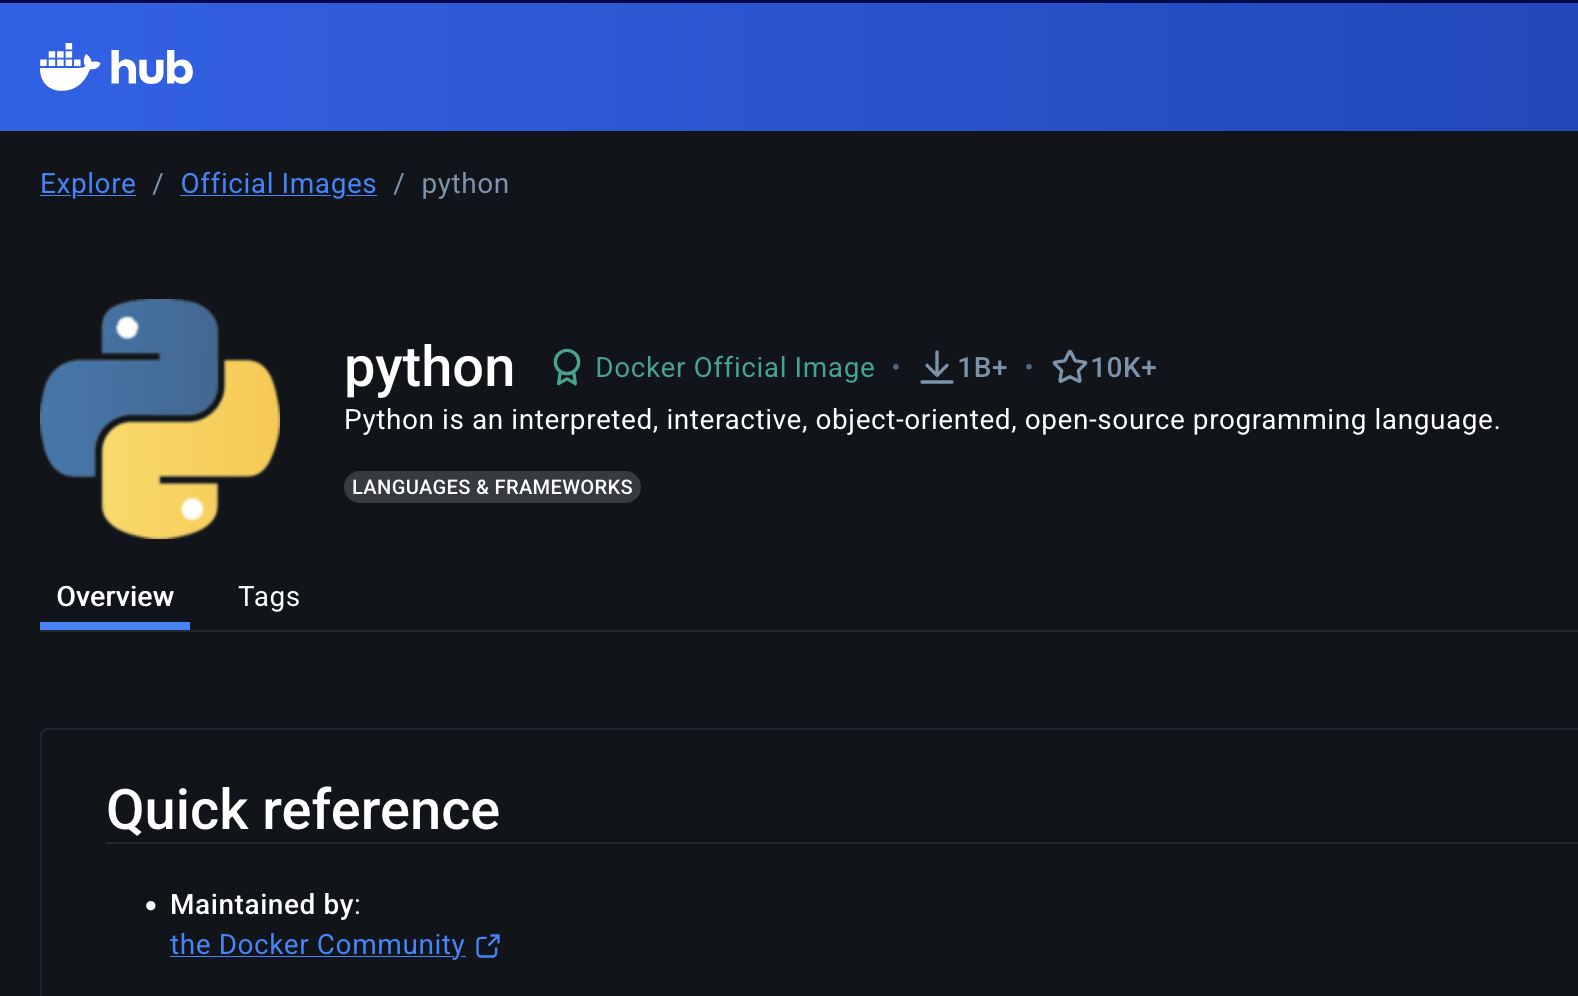 hub
Explore / Official Images / python
python Docker Official Image • 1B+ • 10K+
Python is an interpreted, interactive, object-oriented, open-source programming language.
LANGUAGES & FRAMEWORKS
Overview Tags
Quick reference
• Maintained by:
the Docker Community